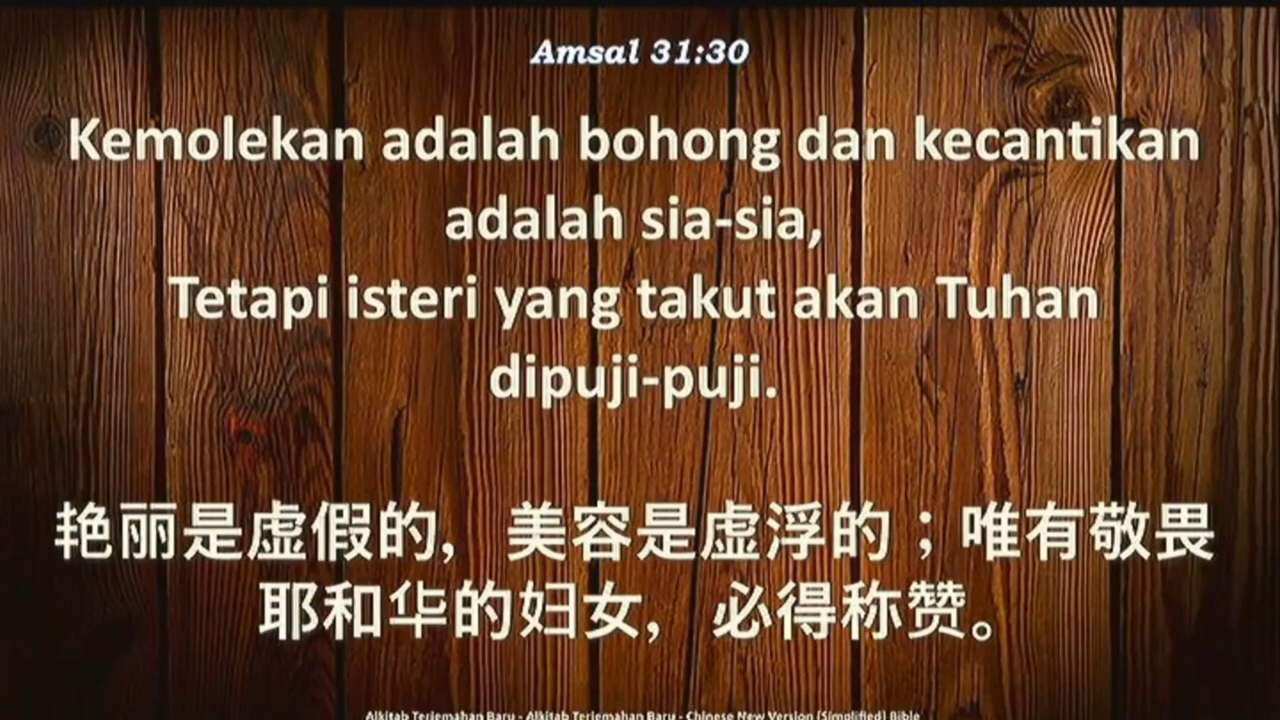 Amsal 31:30
Kemolekan adalah bohong dan kecantikan
adalah sia-sia,
Tetapi isteri yang takut akan Tuhan
dipuji-puji.
艳丽是虚假的，美容是虚浮的；唯有敬畏
耶和华的妇女，必得称赞。
Alkitab Terjemahan Baru - Alkitab Terjemahan Baru - Chinese New Version (Simplified) Bible